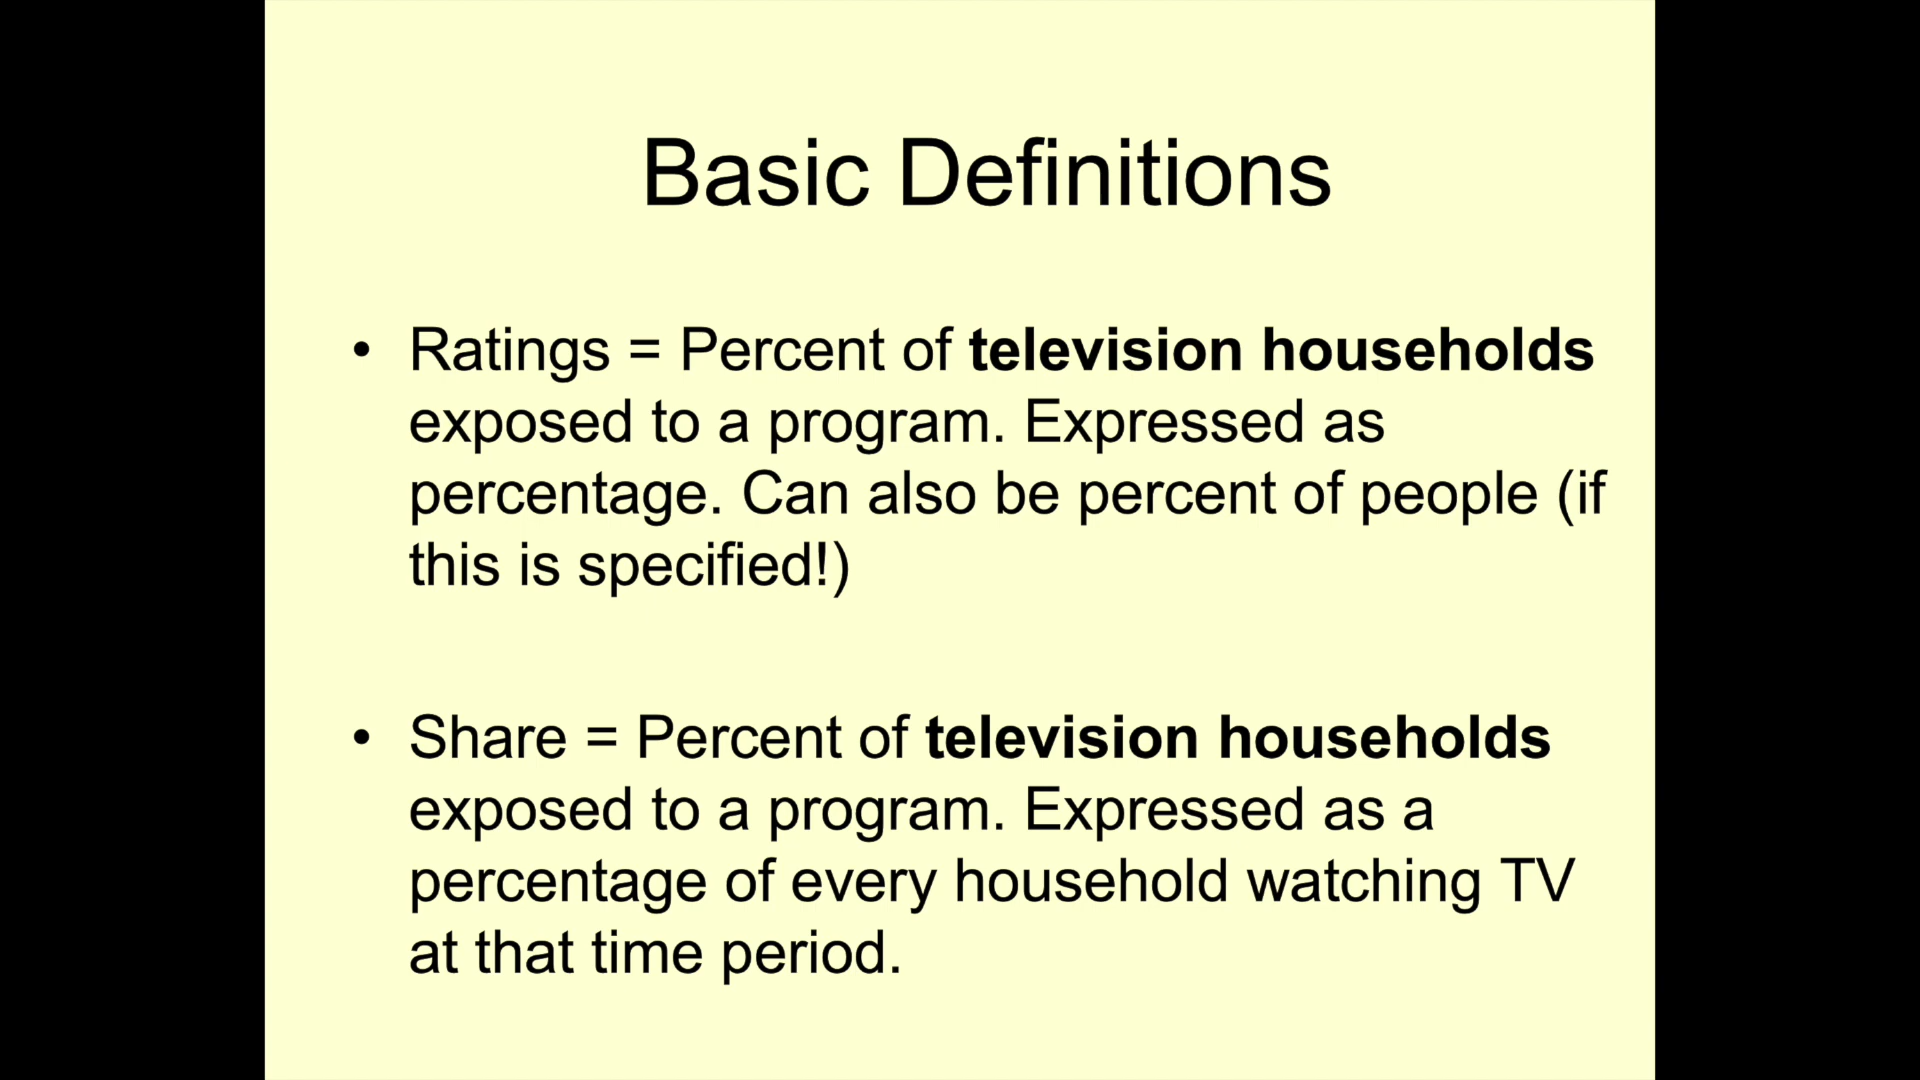 Basic Definitions
• Ratings = Percent of television households
exposed to a program. Expressed as
percentage. Can also be percent of people (if
this is specified!)
• Share = Percent of television households
exposed to a program. Expressed as a
percentage of every household watching TV
at that time period.